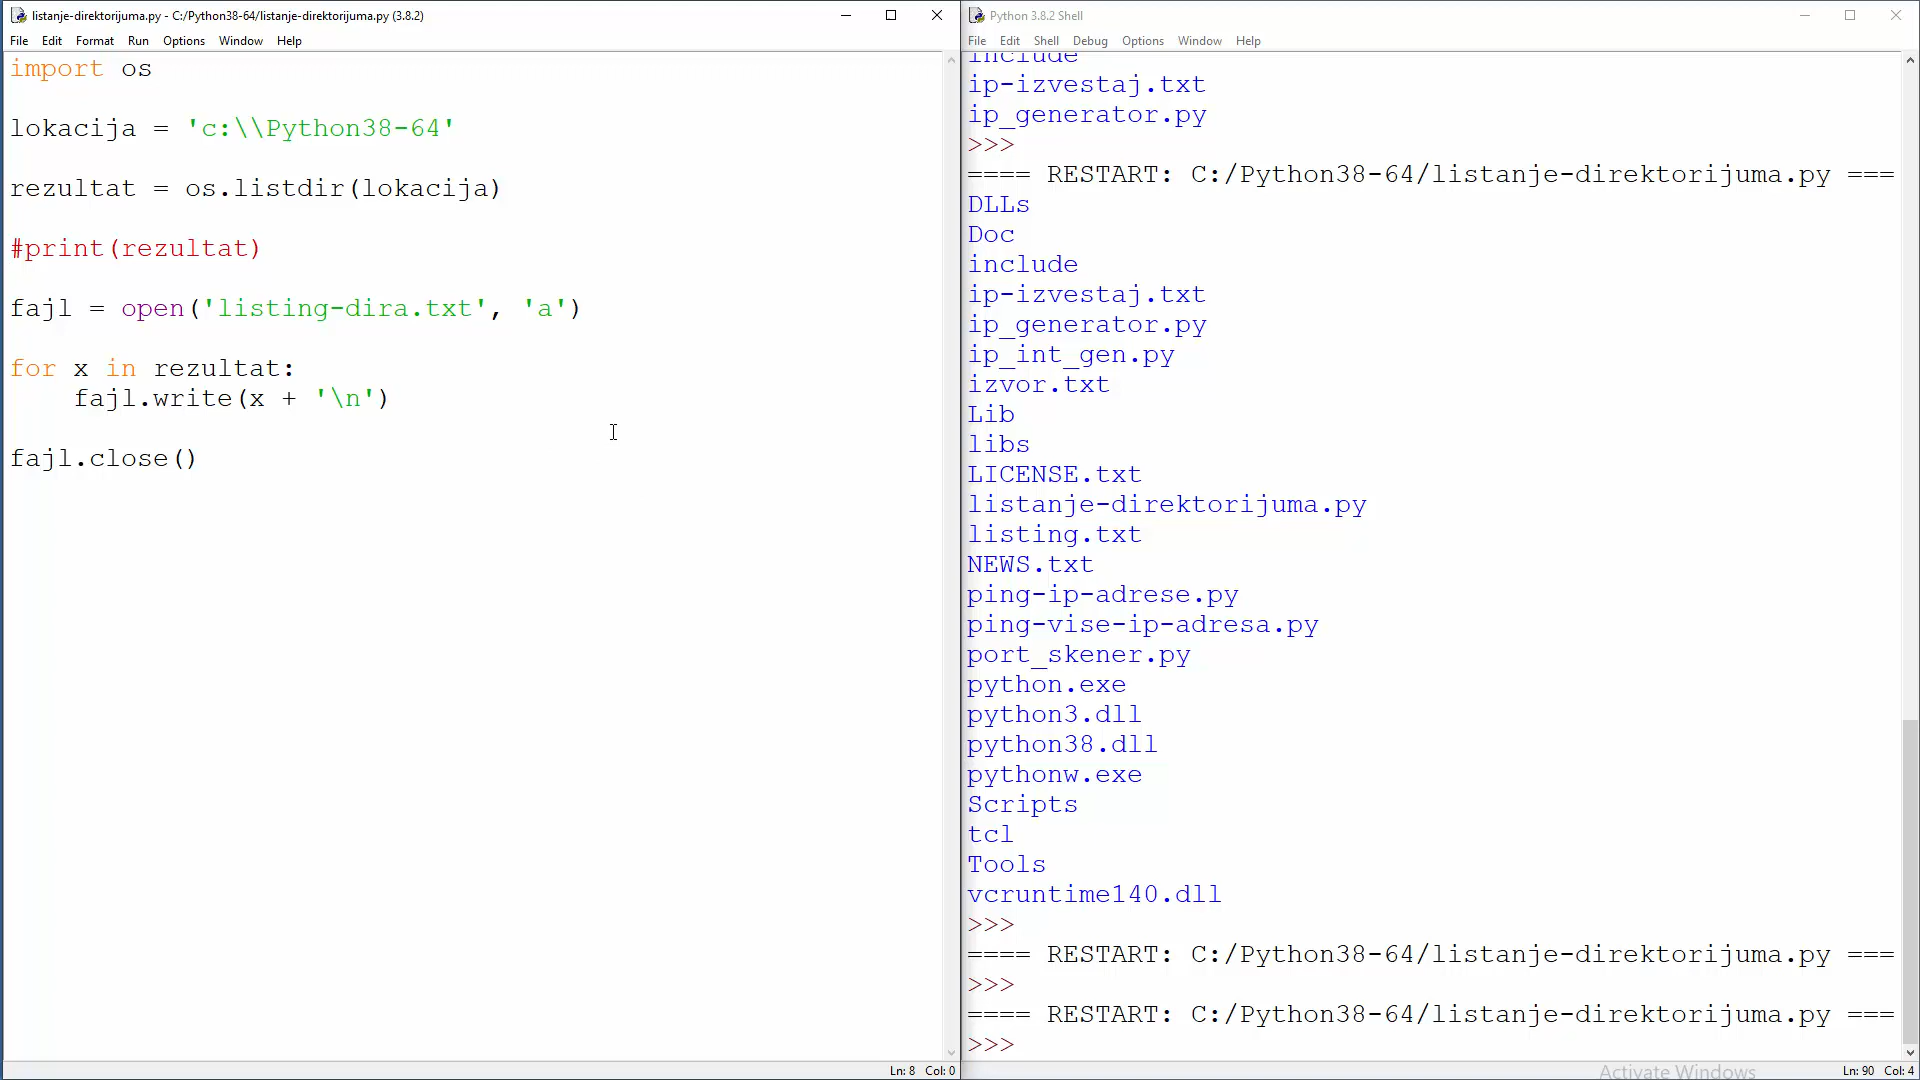 listanje-direktorijuma.py - C:/Python38-64/listanje-direktorijuma.py (3.8.2)
File Edit Format Run Options Window Help
import os
lokacija = 'c:\\Python38-64'
rezultat = os.listdir(lokacija)
#print(rezultat)
fajl = open('listing-dira.txt', 'a')
for x in rezultat:
    fajl.write(x + '\n')
fajl.close()
Ln: 8 Col: 0
Python 3.8.2 Shell
File Edit Shell Debug Options Window Help
include
ip-izvestaj.txt
ip_generator.py
>>>
==== RESTART: C:/Python38-64/listanje-direktorijuma.py ===
DLLs
Doc
include
ip-izvestaj.txt
ip_generator.py
ip_int_gen.py
izvor.txt
Lib
libs
LICENSE.txt
listanje-direktorijuma.py
listing.txt
NEWS.txt
ping-ip-adrese.py
ping-vise-ip-adresa.py
port_skener.py
python.exe
python3.dll
python38.dll
pythonw.exe
Scripts
tcl
Tools
vcruntime140.dll
>>>
==== RESTART: C:/Python38-64/listanje-direktorijuma.py ===
>>>
==== RESTART: C:/Python38-64/listanje-direktorijuma.py ===
>>>
Activate Windows
Ln: 90 Col: 4